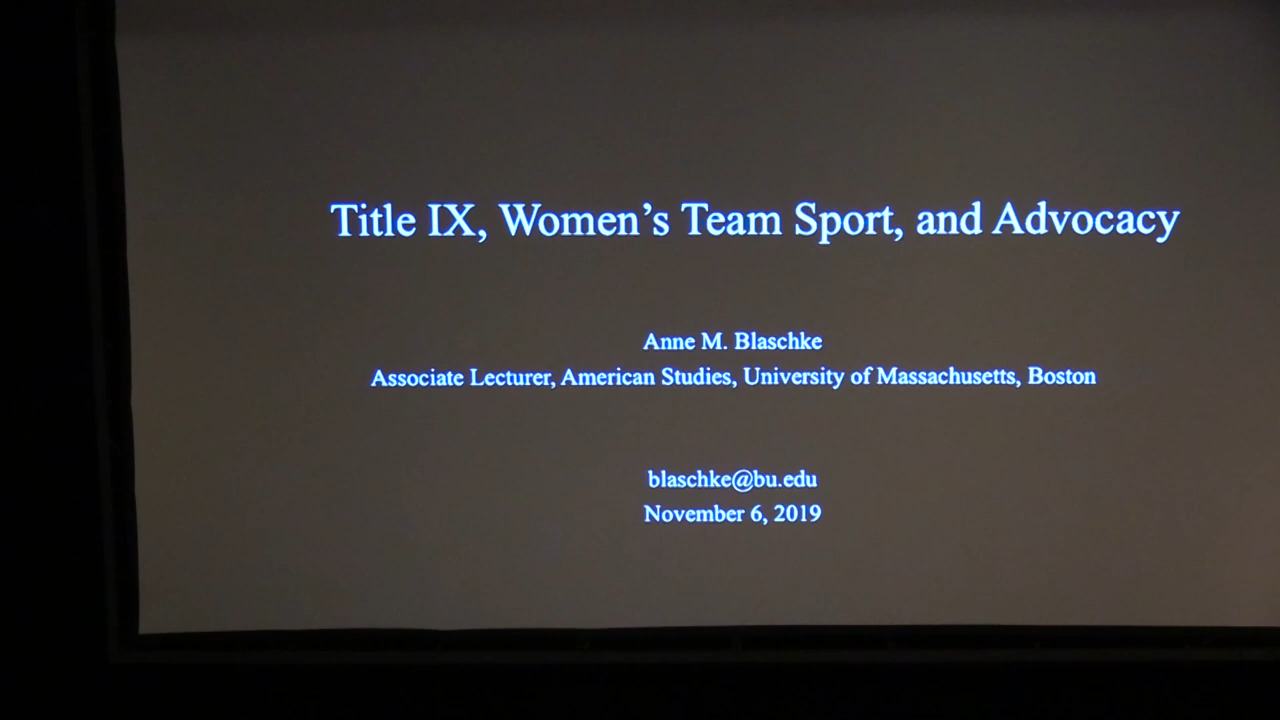 Title IX, Women’s Team Sport, and Advocacy
Anne M. Blaschke
Associate Lecturer, American Studies, University of Massachusetts, Boston
blaschke@bu.edu
November 6, 2019